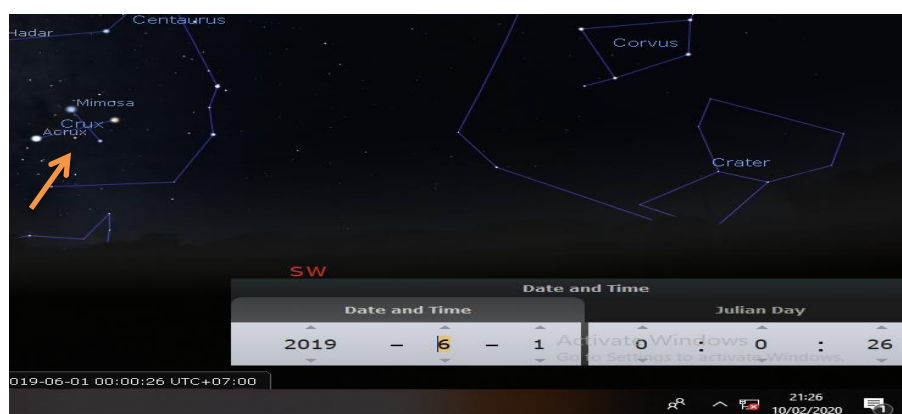 Centaurus
Hadar
Corvus
Mimosa
Crux
Acrux
Crater
SW
Date and Time
Date and Time Julian Day
2019 – 6 – 1 0 : 0 : 26
Activate Windows
Go to Settings to activate Windows.
019-06-01 00:00:26 UTC+07:00
21:26
10/02/2020
1